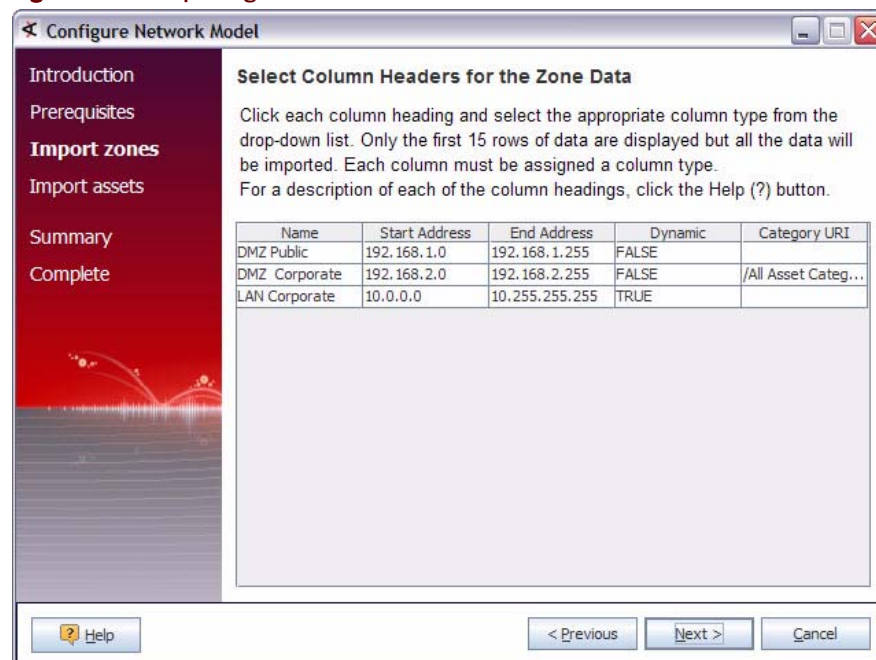 Configure Network Model
Introduction
Prerequisites
Import zones
Import assets
Summary
Complete
Select Column Headers for the Zone Data
Click each column heading and select the appropriate column type from the
drop-down list. Only the first 15 rows of data are displayed but all the data will
be imported. Each column must be assigned a column type.
For a description of each of the column headings, click the Help (?) button.
Name Start Address End Address Dynamic Category URI
DMZ Public 192.168.1.0 192.168.1.255 FALSE
DMZ Corporate 192.168.2.0 192.168.2.255 FALSE /All Asset Categ...
LAN Corporate 10.0.0.0 10.255.255.255 TRUE
Help
< Previous
Next >
Cancel